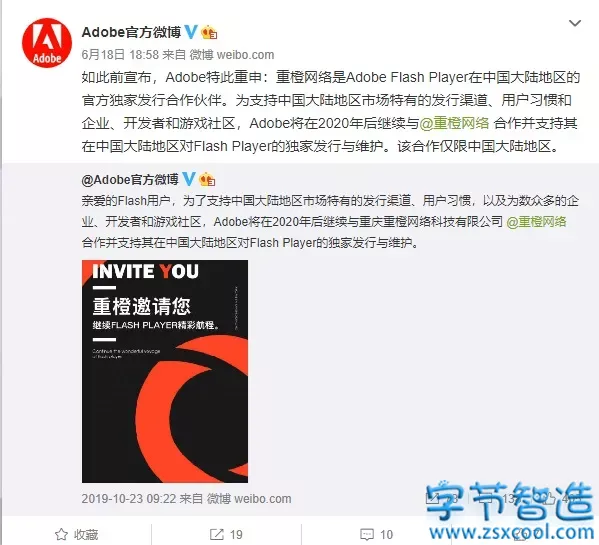 Adobe官方微博
6月18日 18:58 来自 微博 weibo.com
Adobe
如此前宣布，Adobe特此重申：重橙网络是Adobe Flash Player在中国大陆地区的
官方独家发行合作伙伴。为支持中国大陆地区市场特有的发行渠道、用户习惯和
企业、开发者和游戏社区，Adobe将在2020年后继续与@重橙网络 合作并支持其
在中国大陆地区对Flash Player的独家发行与维护。该合作仅限中国大陆地区。
@Adobe官方微博
亲爱的Flash用户，为了支持中国大陆地区市场特有的发行渠道、用户习惯，以及为数众多的企
业、开发者和游戏社区，Adobe将在2020年后继续与重庆重橙网络科技有限公司 @重橙网络
合作并支持其在中国大陆地区对Flash Player的独家发行与维护。
INVITE YOU
重橙邀请您
继续FLASH PLAYER精彩航程。
Continue the wonderful voyage
of flash player
2019-10-23 09:22 来自 微博 weibo.com
收藏
19
10
字节智造
www.zsxcool.com